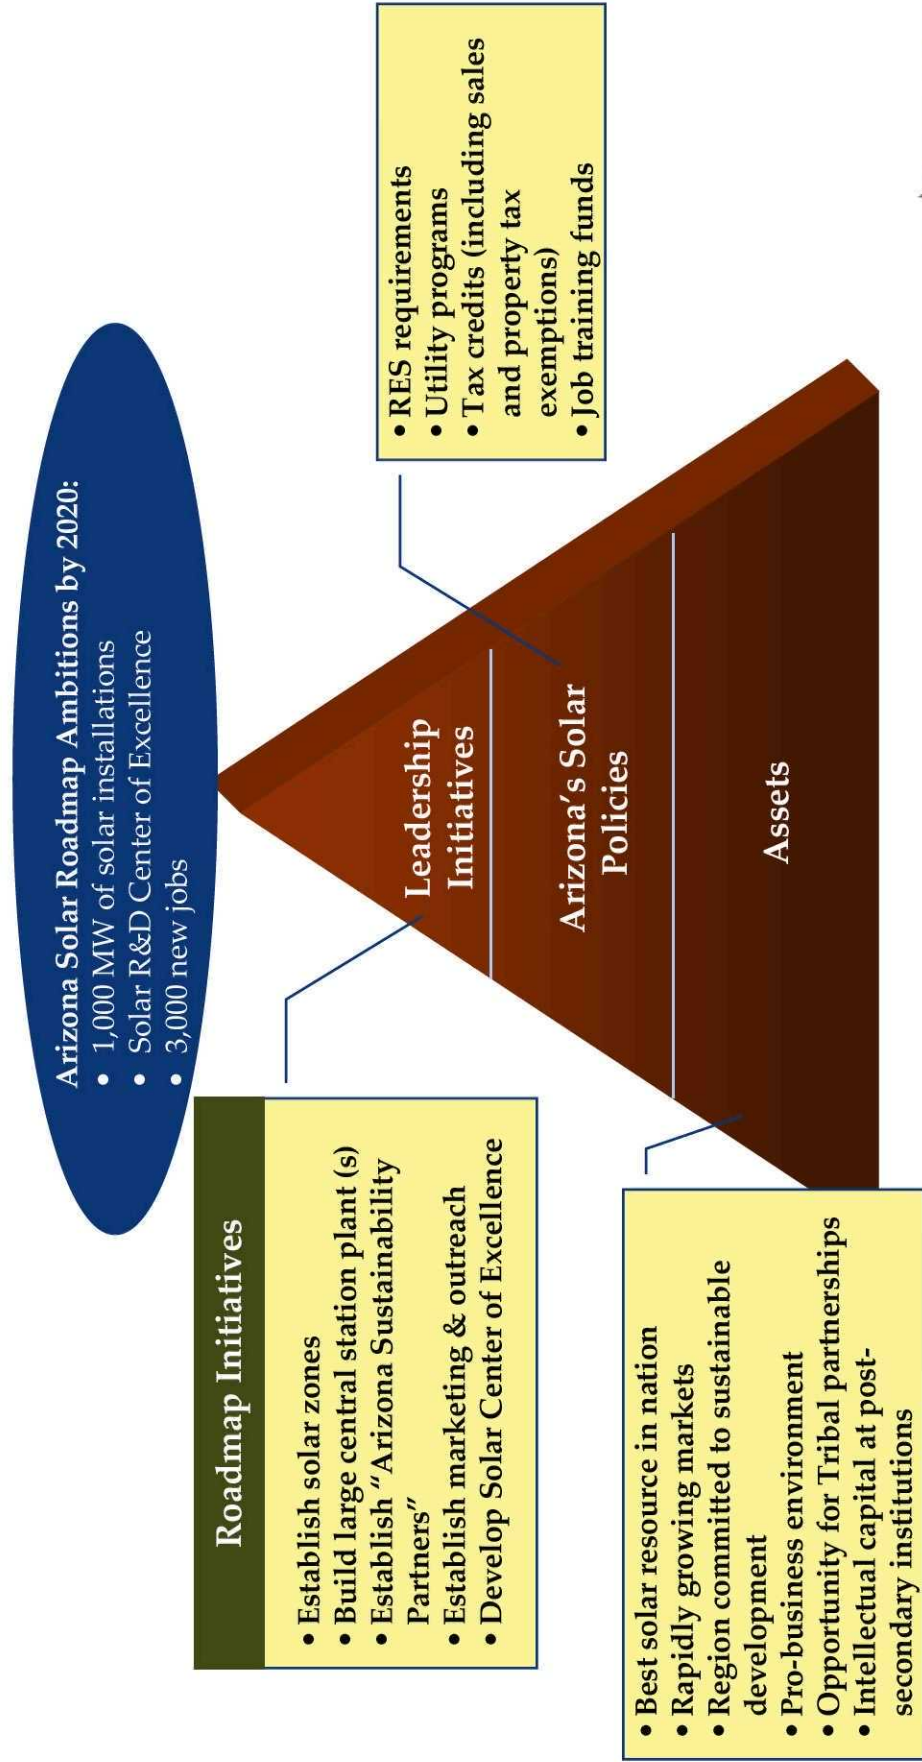 Arizona Solar Roadmap Ambitions by 2020:
• 1,000 MW of solar installations
• Solar R&D Center of Excellence
• 3,000 new jobs
Roadmap Initiatives
• Establish solar zones
• Build large central station plant (s)
• Establish “Arizona Sustainability
Partners”
• Establish marketing & outreach
• Develop Solar Center of Excellence
Leadership
Initiatives
• RES requirements
• Utility programs
• Tax credits (including sales
and property tax
exemptions)
• Job training funds
Arizona’s Solar
Policies
Assets
• Best solar resource in nation
• Rapidly growing markets
• Region committed to sustainable
development
• Pro-business environment
• Opportunity for Tribal partnerships
• Intellectual capital at post-
secondary institutions